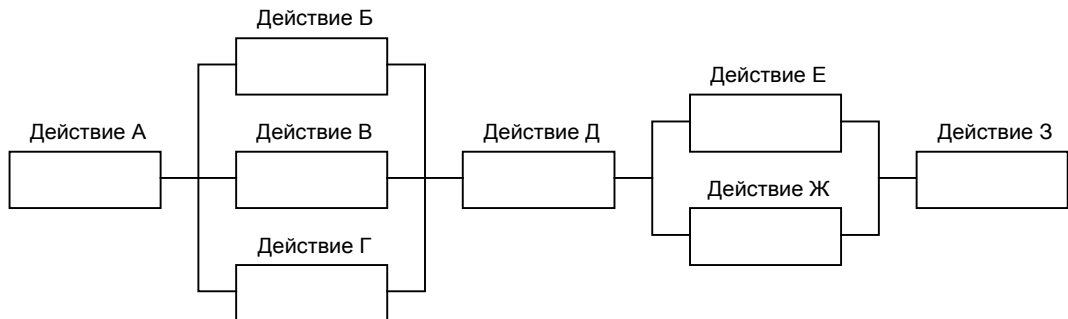 Действие Б
Действие Е
Действие А
Действие В
Действие Д
Действие З
Действие Ж
Действие Г